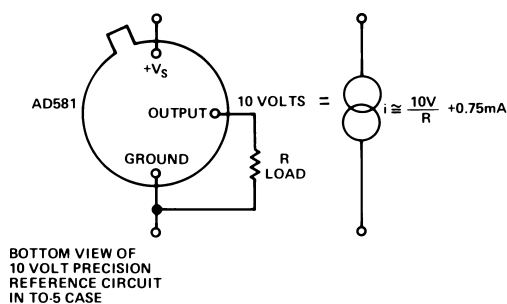 +VS
AD581
OUTPUT
10 VOLTS
=
i ≅ 10V/R +0.75mA
GROUND
R
LOAD
BOTTOM VIEW OF
10 VOLT PRECISION
REFERENCE CIRCUIT
IN TO-5 CASE